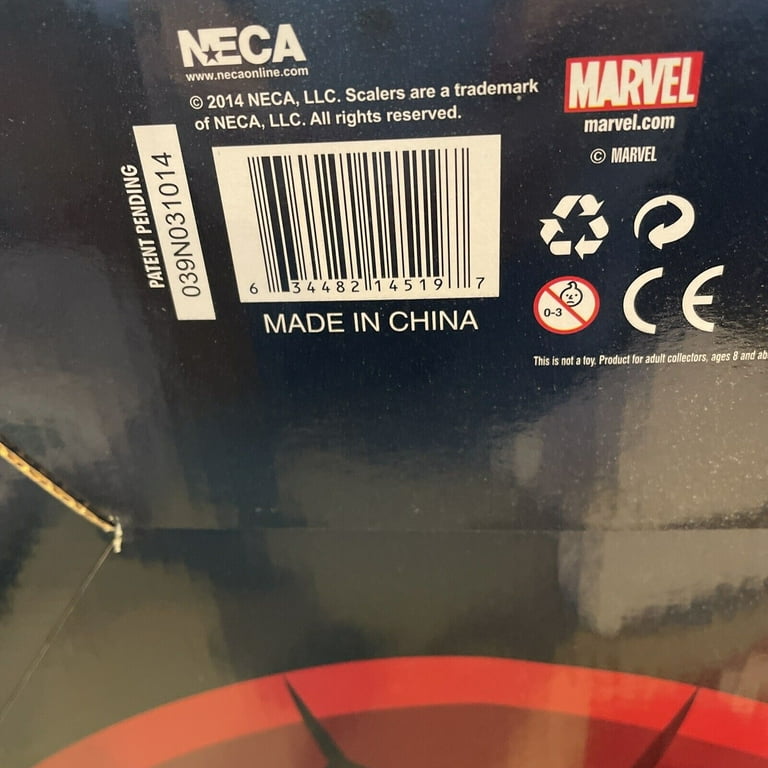 NECA
www.necaonline.com
© 2014 NECA, LLC. Scalers are a trademark
of NECA, LLC. All rights reserved.
MARVEL
marvel.com
© MARVEL
PATENT PENDING
039N031014
6 34482 14519 7
MADE IN CHINA
0-3
CE
This is not a toy. Product for adult collectors, ages 8 and ab